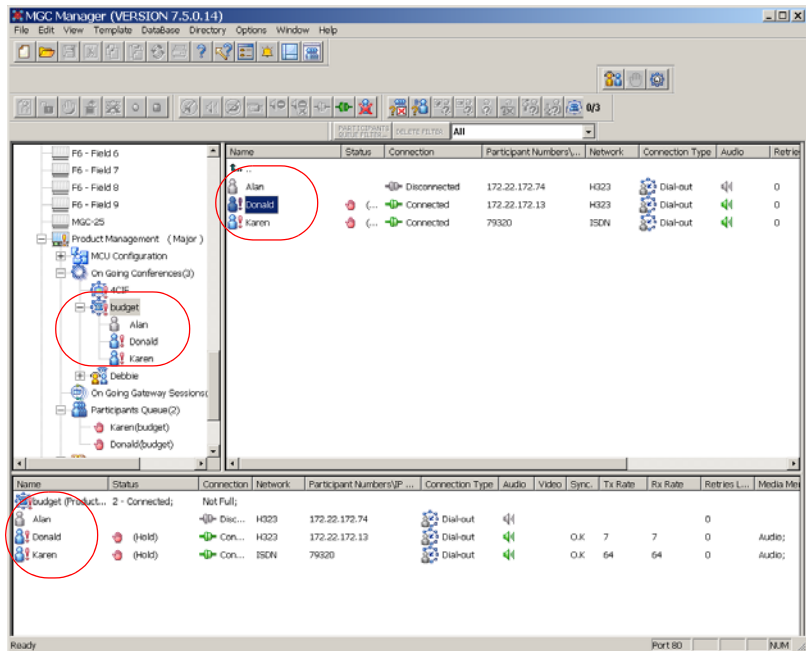 MGC Manager (VERSION 7.5.0.14)
File Edit View Template DataBase Directory Options Window Help
0/3
PARTICIPANTS QUEUE FILTER... DELETE FILTER All
F6 - Field 6
F6 - Field 7
F6 - Field 8
F6 - Field 9
MGC-25
Product Management (Major )
MCU Configuration
On Going Conferences(3)
4CIF
budget
Alan
Donald
Karen
Debbie
On Going Gateway Sessions(
Participants Queue(2)
Karen(budget)
Donald(budget)
Name Status Connection Participant Numbers\... Network Connection Type Audio Retrie
..
Alan Disconnected 172.22.172.74 H323 Dial-out 0
Donald (... Connected 172.22.172.13 H323 Dial-out 0
Karen (... Connected 79320 ISDN Dial-out 0
Name Status Connection Network Participant Numbers\IP ... Connection Type Audio Video Sync. Tx Rate Rx Rate Retries L... Media Me
budget (Product... 2 - Connected; Not Full;
Alan Disc... H323 172.22.172.74 Dial-out 0
Donald (Hold) Con... H323 172.22.172.13 Dial-out O.K 7 7 0 Audio;
Karen (Hold) Con... ISDN 79320 Dial-out O.K 64 64 0 Audio;
Ready Port 80 NUM